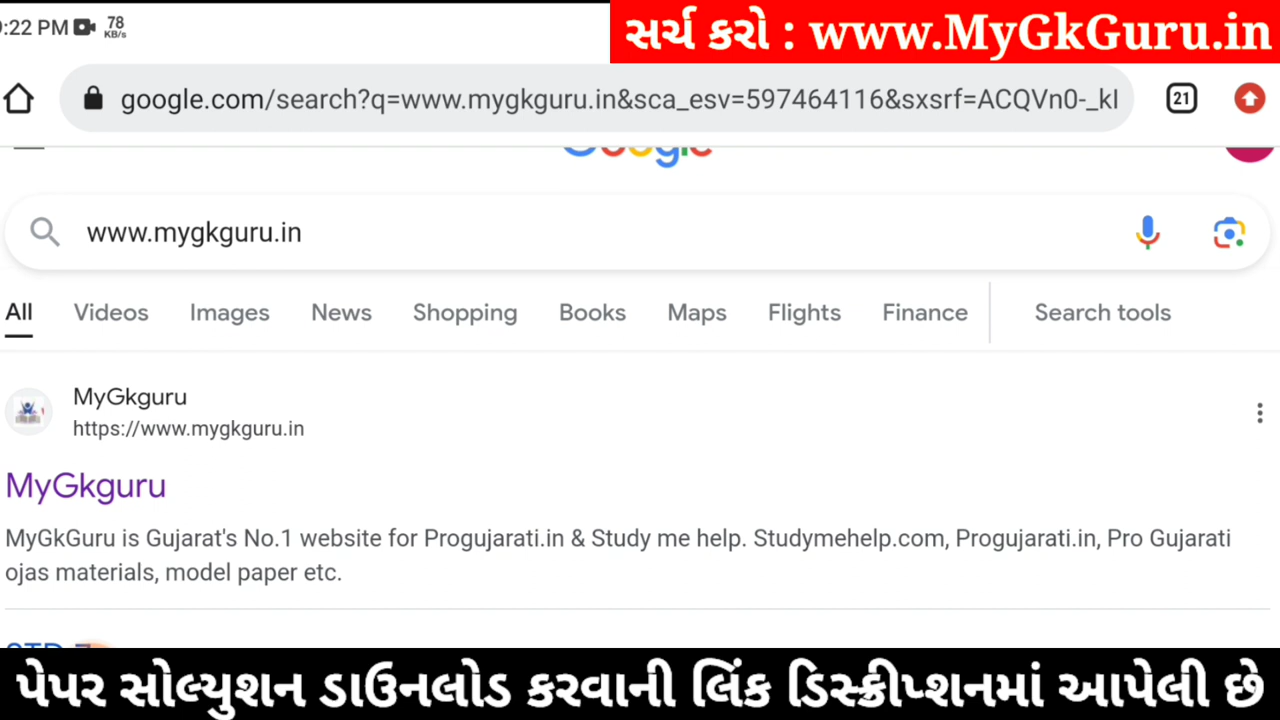 :22 PM 78 KB/s
સર્ચ કરો : www.MyGkGuru.in
google.com/search?q=www.mygkguru.in&sca_esv=597464116&sxsrf=ACQVn0-_kI
21
Google
www.mygkguru.in
All Videos Images News Shopping Books Maps Flights Finance Search tools
MyGkguru
https://www.mygkguru.in
MyGkguru
MyGkGuru is Gujarat's No.1 website for Progujarati.in & Study me help. Studymehelp.com, Progujarati.in, Pro Gujarati
ojas materials, model paper etc.
પેપર સોલ્યુશન ડાઉનલોડ કરવાની લિંક ડિસ્ક્રીપ્શનમાં આપેલી છે